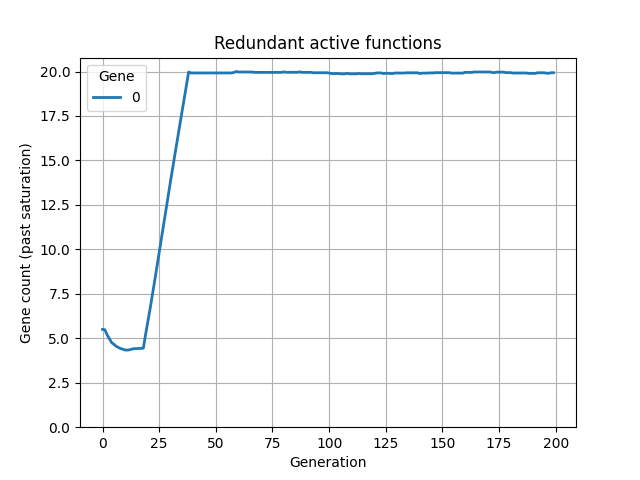 Redundant active functions
Gene count (past saturation)
20.0
17.5
15.0
12.5
10.0
7.5
5.0
2.5
0.0
Gene
0
0 25 50 75 100 125 150 175 200
Generation